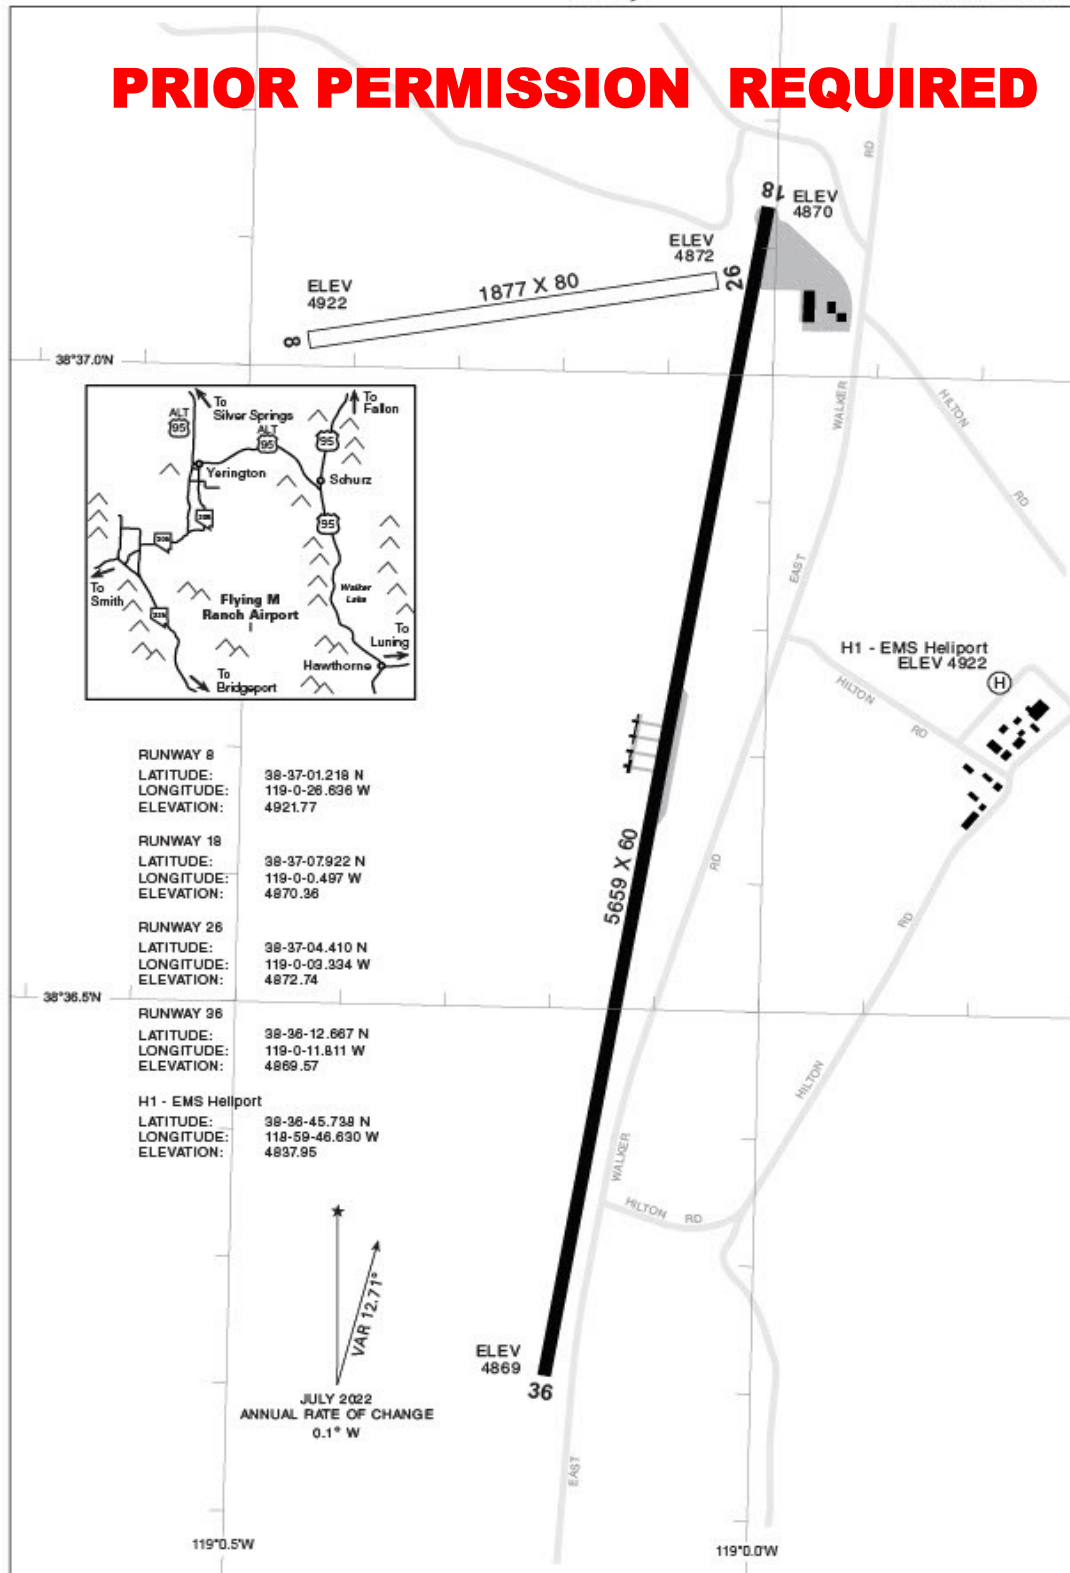 PRIOR PERMISSION REQUIRED
RD
18
ELEV
4870
ELEV
4872
26
1877 X 80
ELEV
4922
8
38°37.0'N
WALKER
HILTON
RD
EAST
To
Silver Springs
To
Fallon
ALT
95
ALT
95
95
Yerington
Schurz
95
208
208
338
To
Smith
Flying M
Ranch Airport
Walker
Lake
To
Luning
Hawthorne
To
Bridgeport
H1 - EMS Heliport
ELEV 4922
H
HILTON
RD
5659 X 60
RD
RD
HILTON
RUNWAY 8
LATITUDE: 38-37-01.218 N
LONGITUDE: 119-0-26.636 W
ELEVATION: 4921.77
RUNWAY 18
LATITUDE: 38-37-07.922 N
LONGITUDE: 119-0-0.497 W
ELEVATION: 4870.36
RUNWAY 26
LATITUDE: 38-37-04.410 N
LONGITUDE: 119-0-03.334 W
ELEVATION: 4872.74
38°36.5'N
RUNWAY 36
LATITUDE: 38-36-12.667 N
LONGITUDE: 119-0-11.811 W
ELEVATION: 4869.57
H1 - EMS Heliport
LATITUDE: 38-36-45.738 N
LONGITUDE: 118-59-46.630 W
ELEVATION: 4837.95
WALKER
HILTON RD
VAR 12.71°
JULY 2022
ANNUAL RATE OF CHANGE
0.1° W
ELEV
4869
36
EAST
119°0.5'W
119°0.0'W